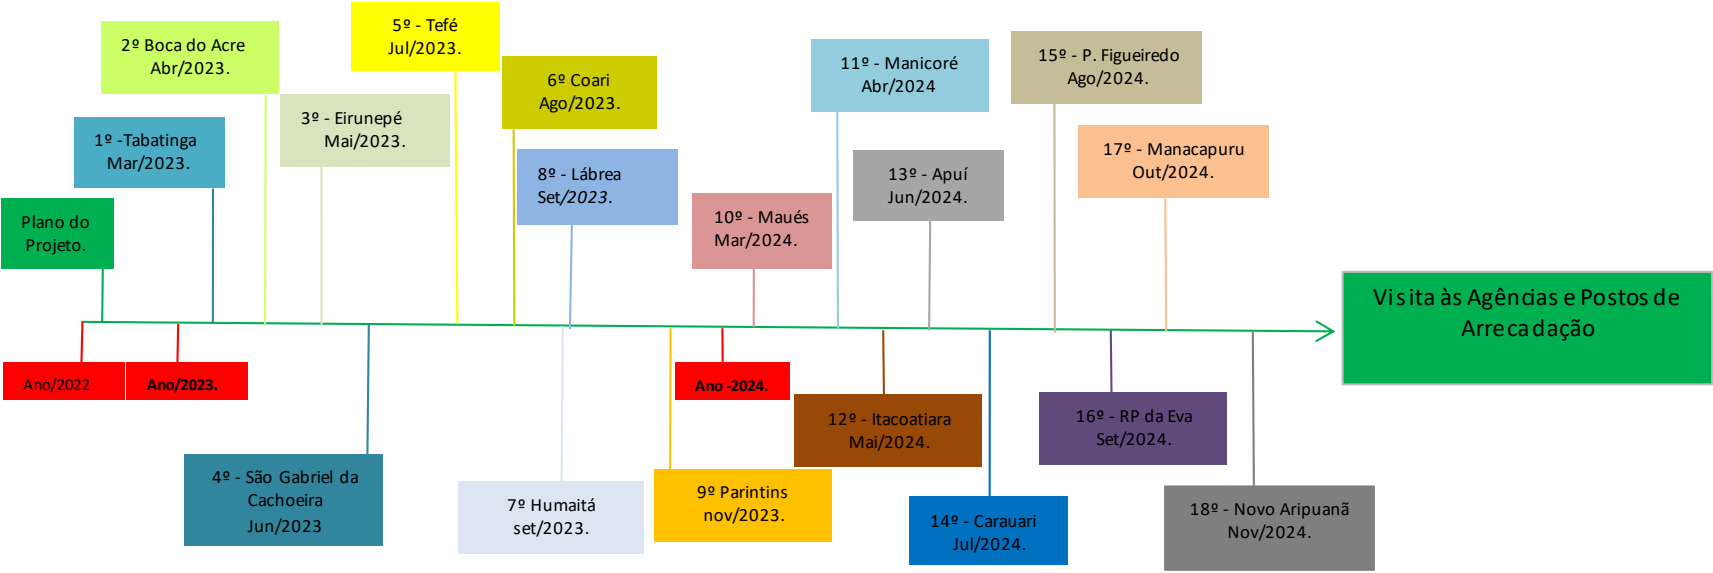 Plano do
Projeto.
Ano/2022
Ano/2023.
1º -Tabatinga
Mar/2023.
2º Boca do Acre
Abr/2023.
3º - Eirunepé
Mai/2023.
4º - São Gabriel da
Cachoeira
Jun/2023
5º - Tefé
Jul/2023.
6º Coari
Ago/2023.
7º Humaitá
set/2023.
8º - Lábrea
Set/2023.
9º Parintins
nov/2023.
Ano -2024.
10º - Maués
Mar/2024.
11º - Manicoré
Abr/2024
12º - Itacoatiara
Mai/2024.
13º - Apuí
Jun/2024.
14º - Carauari
Jul/2024.
15º - P. Figueiredo
Ago/2024.
16º - RP da Eva
Set/2024.
17º - Manacapuru
Out/2024.
18º - Novo Aripuanã
Nov/2024.
Visita às Agências e Postos de
Arrecadação